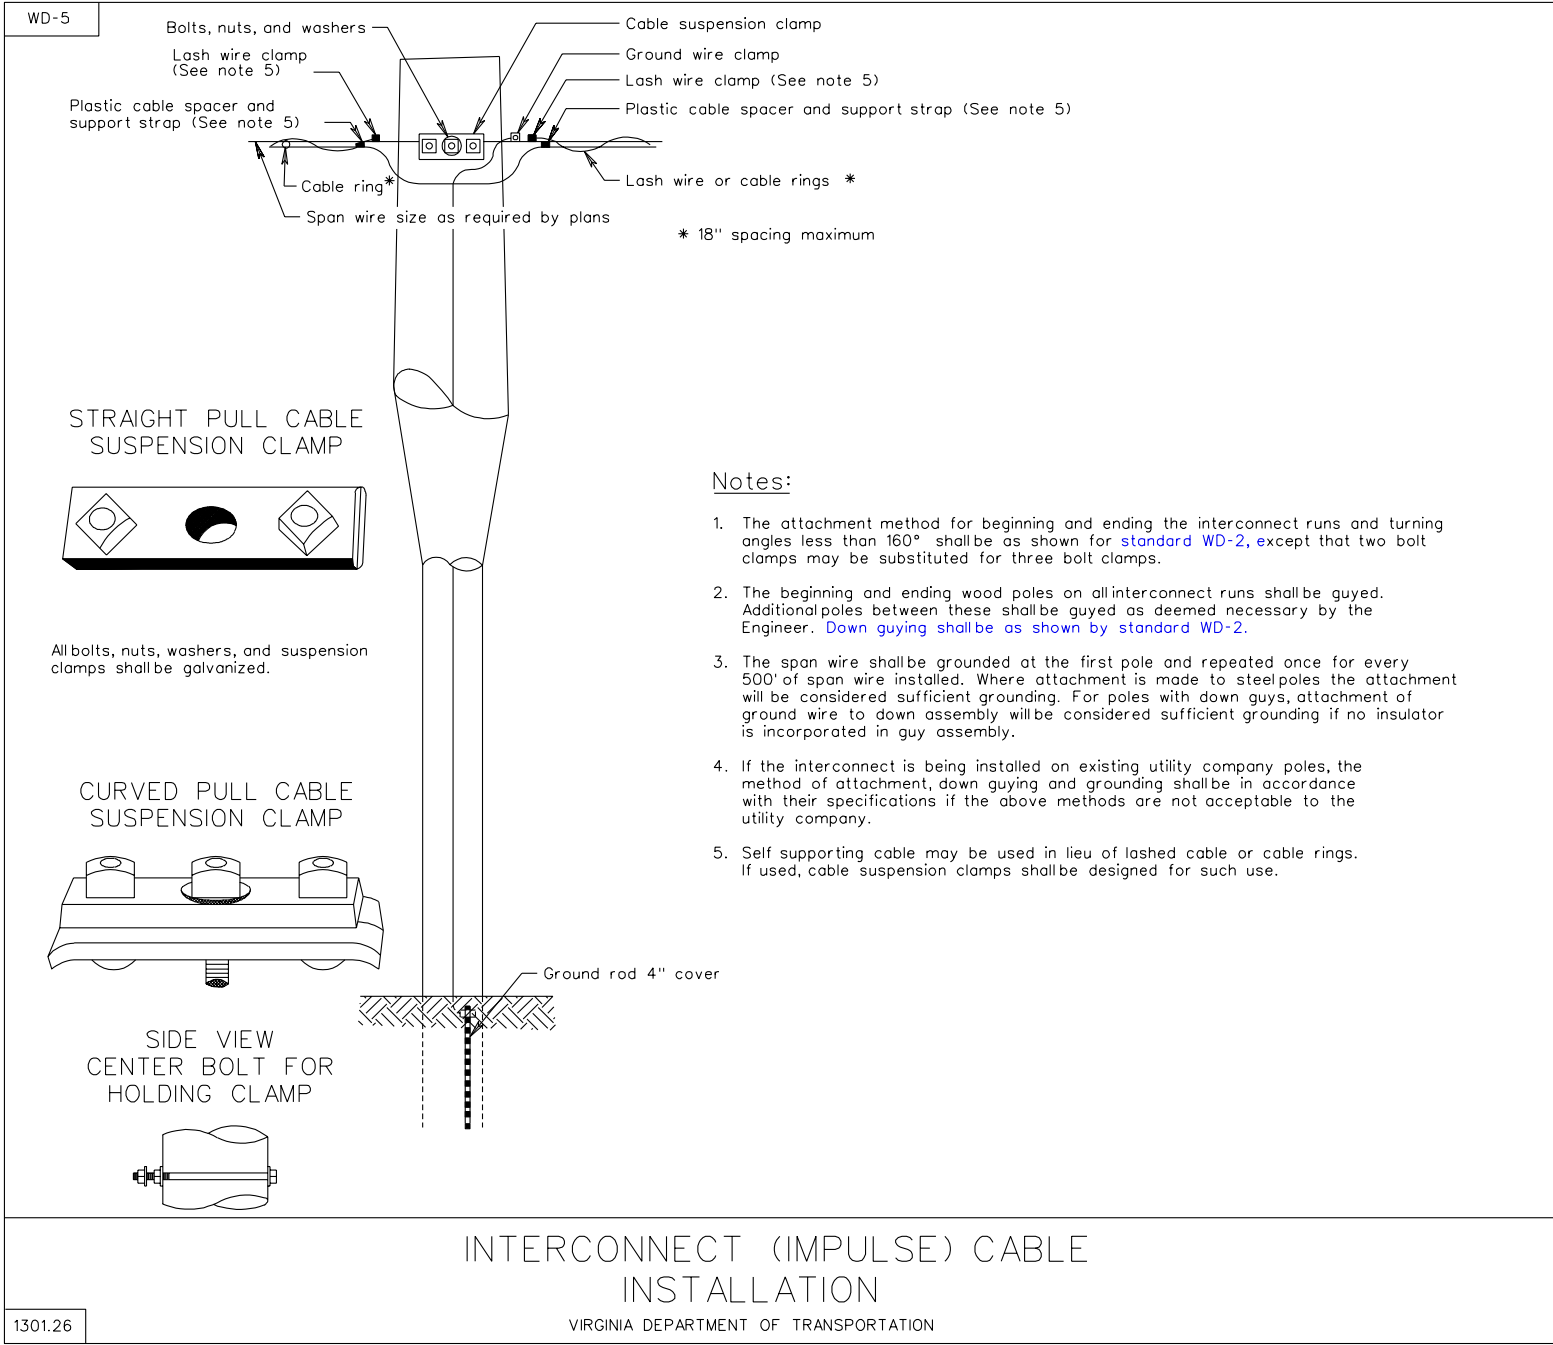 WD-5
Bolts, nuts, and washers
Cable suspension clamp
Lash wire clamp
(See note 5)
Ground wire clamp
Lash wire clamp (See note 5)
Plastic cable spacer and
support strap (See note 5)
Plastic cable spacer and support strap (See note 5)
Cable ring*
Lash wire or cable rings *
Span wire size as required by plans
* 18" spacing maximum
STRAIGHT PULL CABLE
SUSPENSION CLAMP
All bolts, nuts, washers, and suspension
clamps shall be galvanized.
CURVED PULL CABLE
SUSPENSION CLAMP
Ground rod 4" cover
SIDE VIEW
CENTER BOLT FOR
HOLDING CLAMP
Notes:
1. The attachment method for beginning and ending the interconnect runs and turning
angles less than 160° shall be as shown for standard WD-2, except that two bolt
clamps may be substituted for three bolt clamps.
2. The beginning and ending wood poles on all interconnect runs shall be guyed.
Additional poles between these shall be guyed as deemed necessary by the
Engineer. Down guying shall be as shown by standard WD-2.
3. The span wire shall be grounded at the first pole and repeated once for every
500' of span wire installed. Where attachment is made to steel poles the attachment
will be considered sufficient grounding. For poles with down guys, attachment of
ground wire to down assembly will be considered sufficient grounding if no insulator
is incorporated in guy assembly.
4. If the interconnect is being installed on existing utility company poles, the
method of attachment, down guying and grounding shall be in accordance
with their specifications if the above methods are not acceptable to the
utility company.
5. Self supporting cable may be used in lieu of lashed cable or cable rings.
If used, cable suspension clamps shall be designed for such use.
INTERCONNECT (IMPULSE) CABLE
INSTALLATION
VIRGINIA DEPARTMENT OF TRANSPORTATION
1301.26